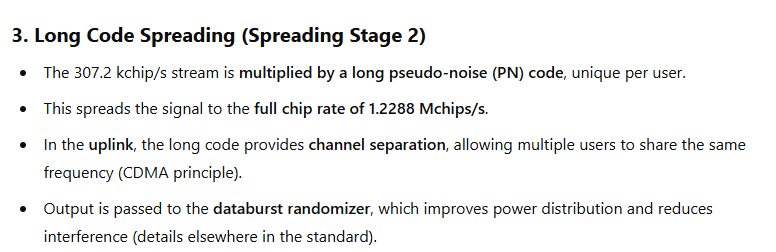 3. Long Code Spreading (Spreading Stage 2)
• The 307.2 kchip/s stream is multiplied by a long pseudo-noise (PN) code, unique per user.
• This spreads the signal to the full chip rate of 1.2288 Mchips/s.
• In the uplink, the long code provides channel separation, allowing multiple users to share the same
frequency (CDMA principle).
• Output is passed to the databurst randomizer, which improves power distribution and reduces
interference (details elsewhere in the standard).